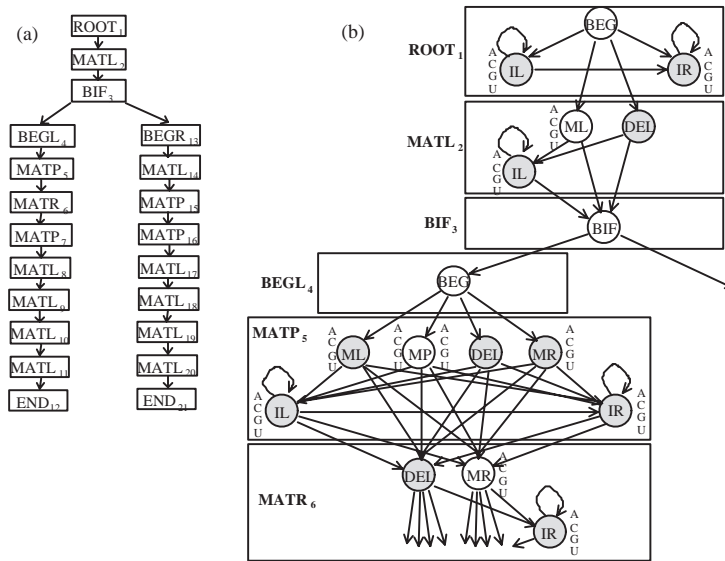 (a)
ROOT1
MATL2
BIF3
BEGL4
MATP5
MATR6
MATP7
MATL8
MATL9
MATL10
MATL11
END12
BEGR13
MATL14
MATP15
MATP16
MATL17
MATL18
MATL19
MATL20
END21
(b)
ROOT1
BEG
A
C
G
U
IL
IR
A
C
G
U
MATL2
A
C
G
U
ML
DEL
A
C
G
U
IL
BIF3
BIF
BEGL4
BEG
MATP5
A
C
G
U
ML
A
C
G
U
MP
A
C
G
U
DEL
MR
A
C
G
U
A
C
G
U
IL
IR
A
C
G
U
MATR6
DEL
MR
A
C
G
U
IR
A
C
G
U